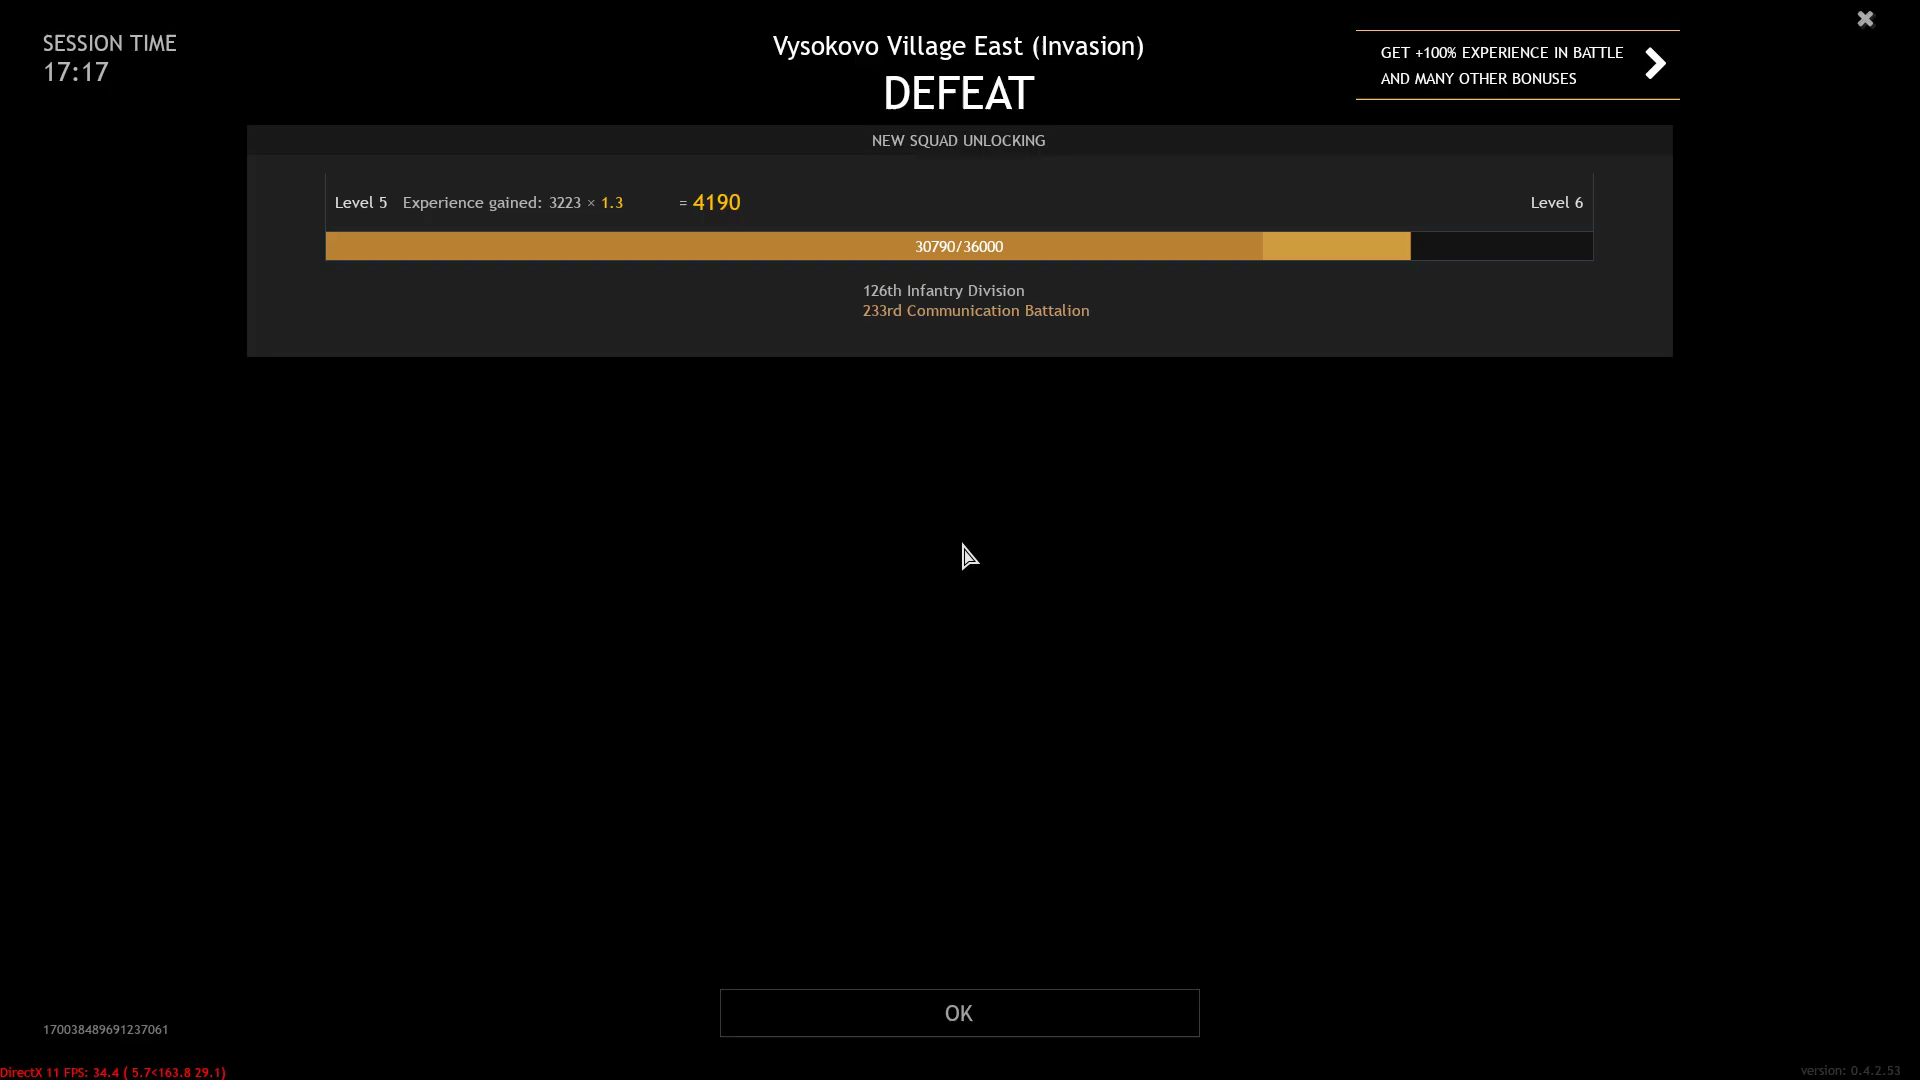 SESSION TIME
17:17
Vysokovo Village East (Invasion)
DEFEAT
GET +100% EXPERIENCE IN BATTLE
AND MANY OTHER BONUSES
NEW SQUAD UNLOCKING
Level 5 Experience gained: 3223 × 1.3 = 4190 Level 6
30790/36000
126th Infantry Division
233rd Communication Battalion
OK
170038489691237061
DirectX 11 FPS: 34.4 ( 5.7<163.8 29.1)
version: 0.4.2.53